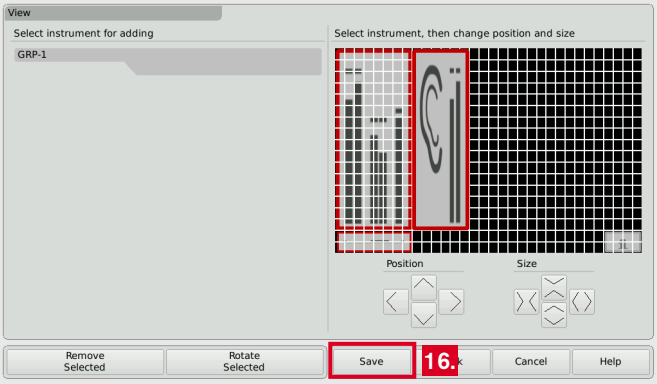 View
Select instrument for adding
Select instrument, then change position and size
GRP-1
Position
Size
Remove
Selected
Rotate
Selected
Save
16.
Cancel
Help